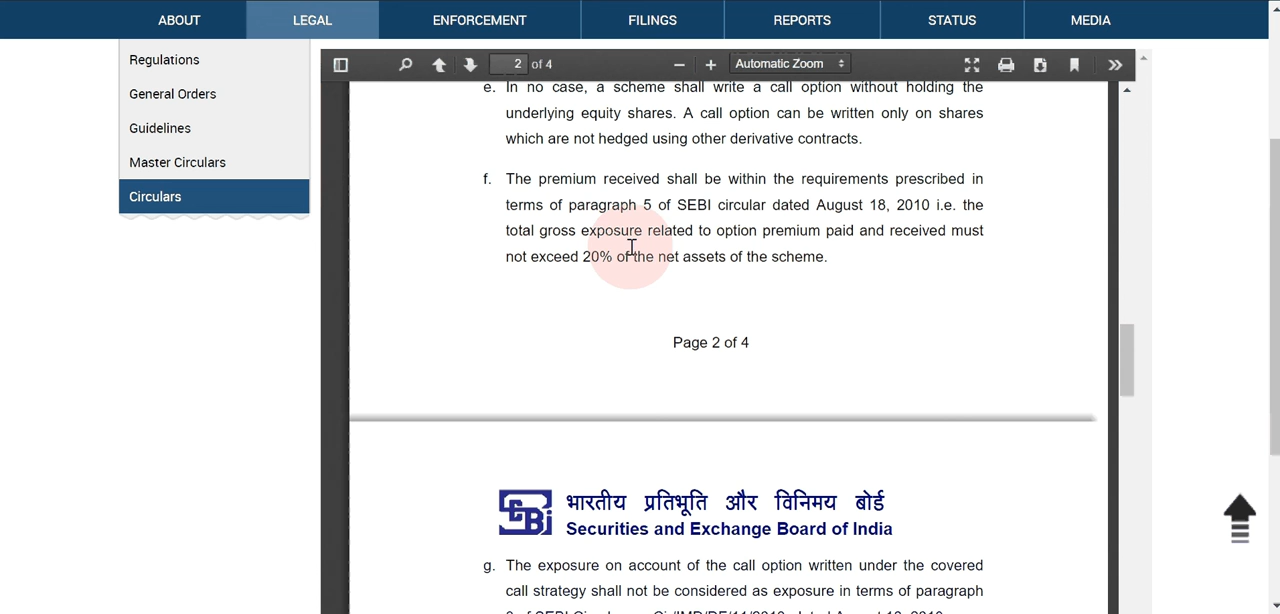 ABOUT LEGAL ENFORCEMENT FILINGS REPORTS STATUS MEDIA
Regulations
General Orders
Guidelines
Master Circulars
Circulars
2 of 4 Automatic Zoom
e. In no case, a scheme shall write a call option without holding the
underlying equity shares. A call option can be written only on shares
which are not hedged using other derivative contracts.
f. The premium received shall be within the requirements prescribed in
terms of paragraph 5 of SEBI circular dated August 18, 2010 i.e. the
total gross exposure related to option premium paid and received must
not exceed 20% of the net assets of the scheme.
Page 2 of 4
SEBI
भारतीय प्रतिभूति और विनिमय बोर्ड
Securities and Exchange Board of India
g. The exposure on account of the call option written under the covered
call strategy shall not be considered as exposure in terms of paragraph